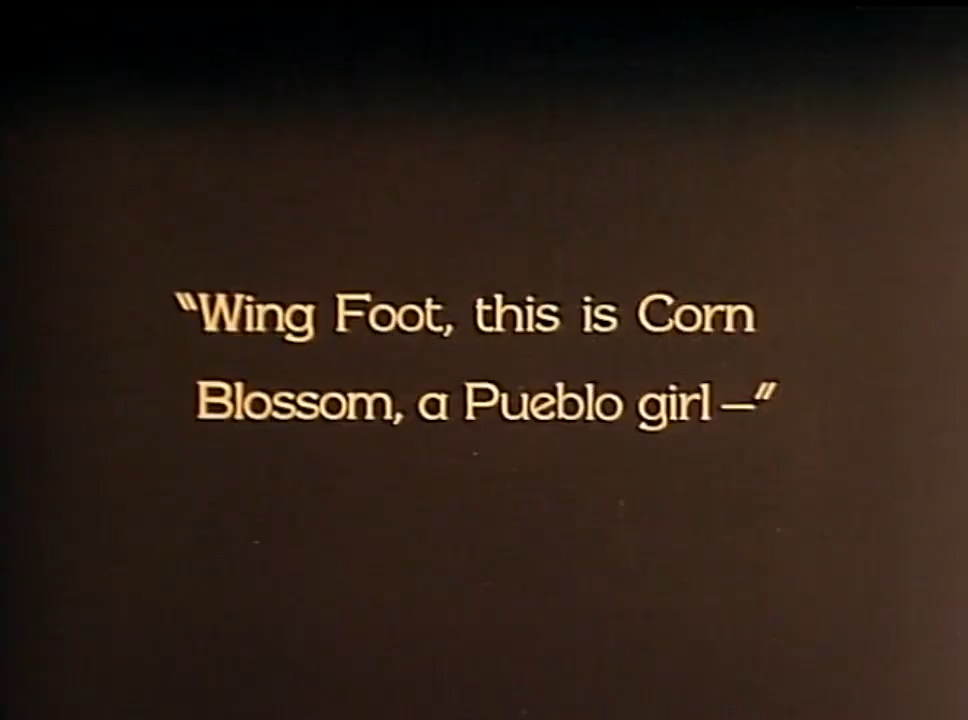 “Wing Foot, this is Corn
Blossom, a Pueblo girl—”